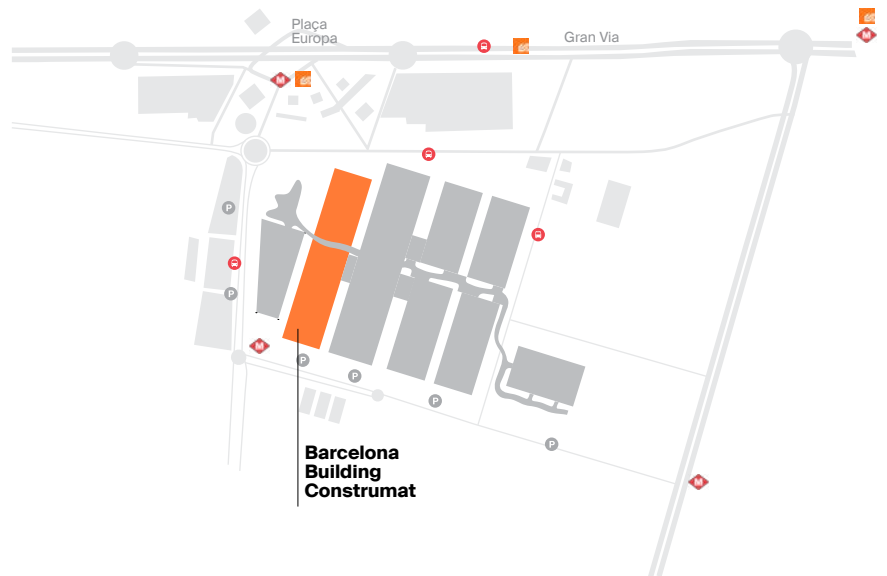 Plaça
Europa
Gran Via
M
M
P
P
M
P
P
P
P
Barcelona
Building
Construmat
M